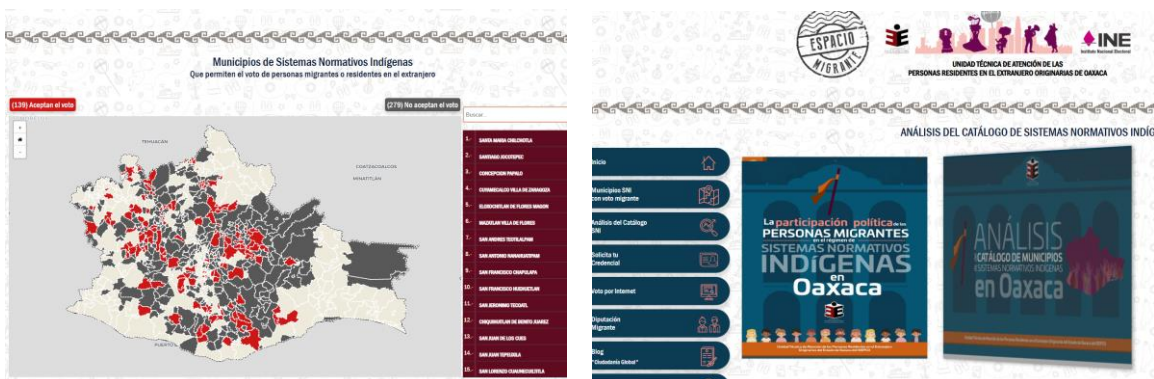 Municipios de Sistemas Normativos Indígenas
Que permiten el voto de personas migrantes o residentes en el extranjero
(139) Aceptan el voto
(279) No aceptan el voto
Buscar...
TEHUACÁN
COATZACOALCOS
MINATITLÁN
PUERTO
1.- SANTA MARIA CHILCHOTLA
2.- SANTIAGO JOCOTEPEC
3.- CONCEPCION PAPALO
4.- CUYAMECALCO VILLA DE ZARAGOZA
5.- ELOXOCHITLAN DE FLORES MAGON
6.- MAZATLAN VILLA DE FLORES
7.- SAN ANDRES TEOTILALPAM
8.- SAN ANTONIO NANAHUATIPAM
9.- SAN FRANCISCO CHAPULAPA
10.- SAN FRANCISCO HUEHUETLAN
11.- SAN JERONIMO TECOATL
12.- CHIQUIHUITLAN DE BENITO JUAREZ
13.- SAN JUAN DE LOS CUES
14.- SAN JUAN TEPEUXILA
15.- SAN LORENZO CUAUNECUILTITLA
ESPACIO
MIGRANTE
INE
Instituto Nacional Electoral
UNIDAD TÉCNICA DE ATENCIÓN DE LAS
PERSONAS RESIDENTES EN EL EXTRANJERO ORIGINARIAS DE OAXACA
ANÁLISIS DEL CATÁLOGO DE SISTEMAS NORMATIVOS INDÍG
Inicio
Municipios SNI
con voto migrante
Análisis del Catálogo
SNI
Solicita tu
Credencial
Voto por Internet
Diputación
Migrante
Blog
"Ciudadanía Global"
La participación política de las
PERSONAS MIGRANTES
en el régimen de
SISTEMAS NORMATIVOS
INDÍGENAS
en
Oaxaca
ANÁLISIS
CATÁLOGO DE MUNICIPIOS
SISTEMAS NORMATIVOS INDÍGENAS
en Oaxaca